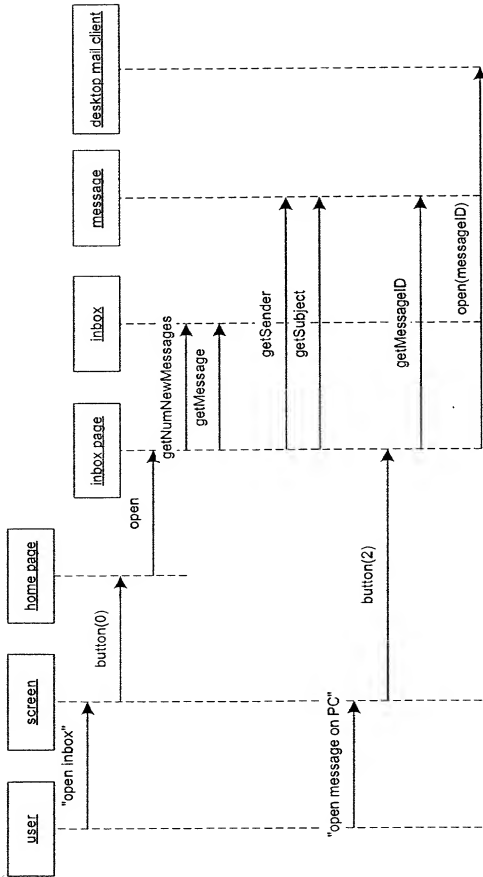 user
screen
home page
inbox page
inbox
message
desktop mail client
"open inbox"
button(0)
open
getNumNewMessages
getMessage
getSender
getSubject
"open message on PC"
button(2)
getMessageID
open(messageID)